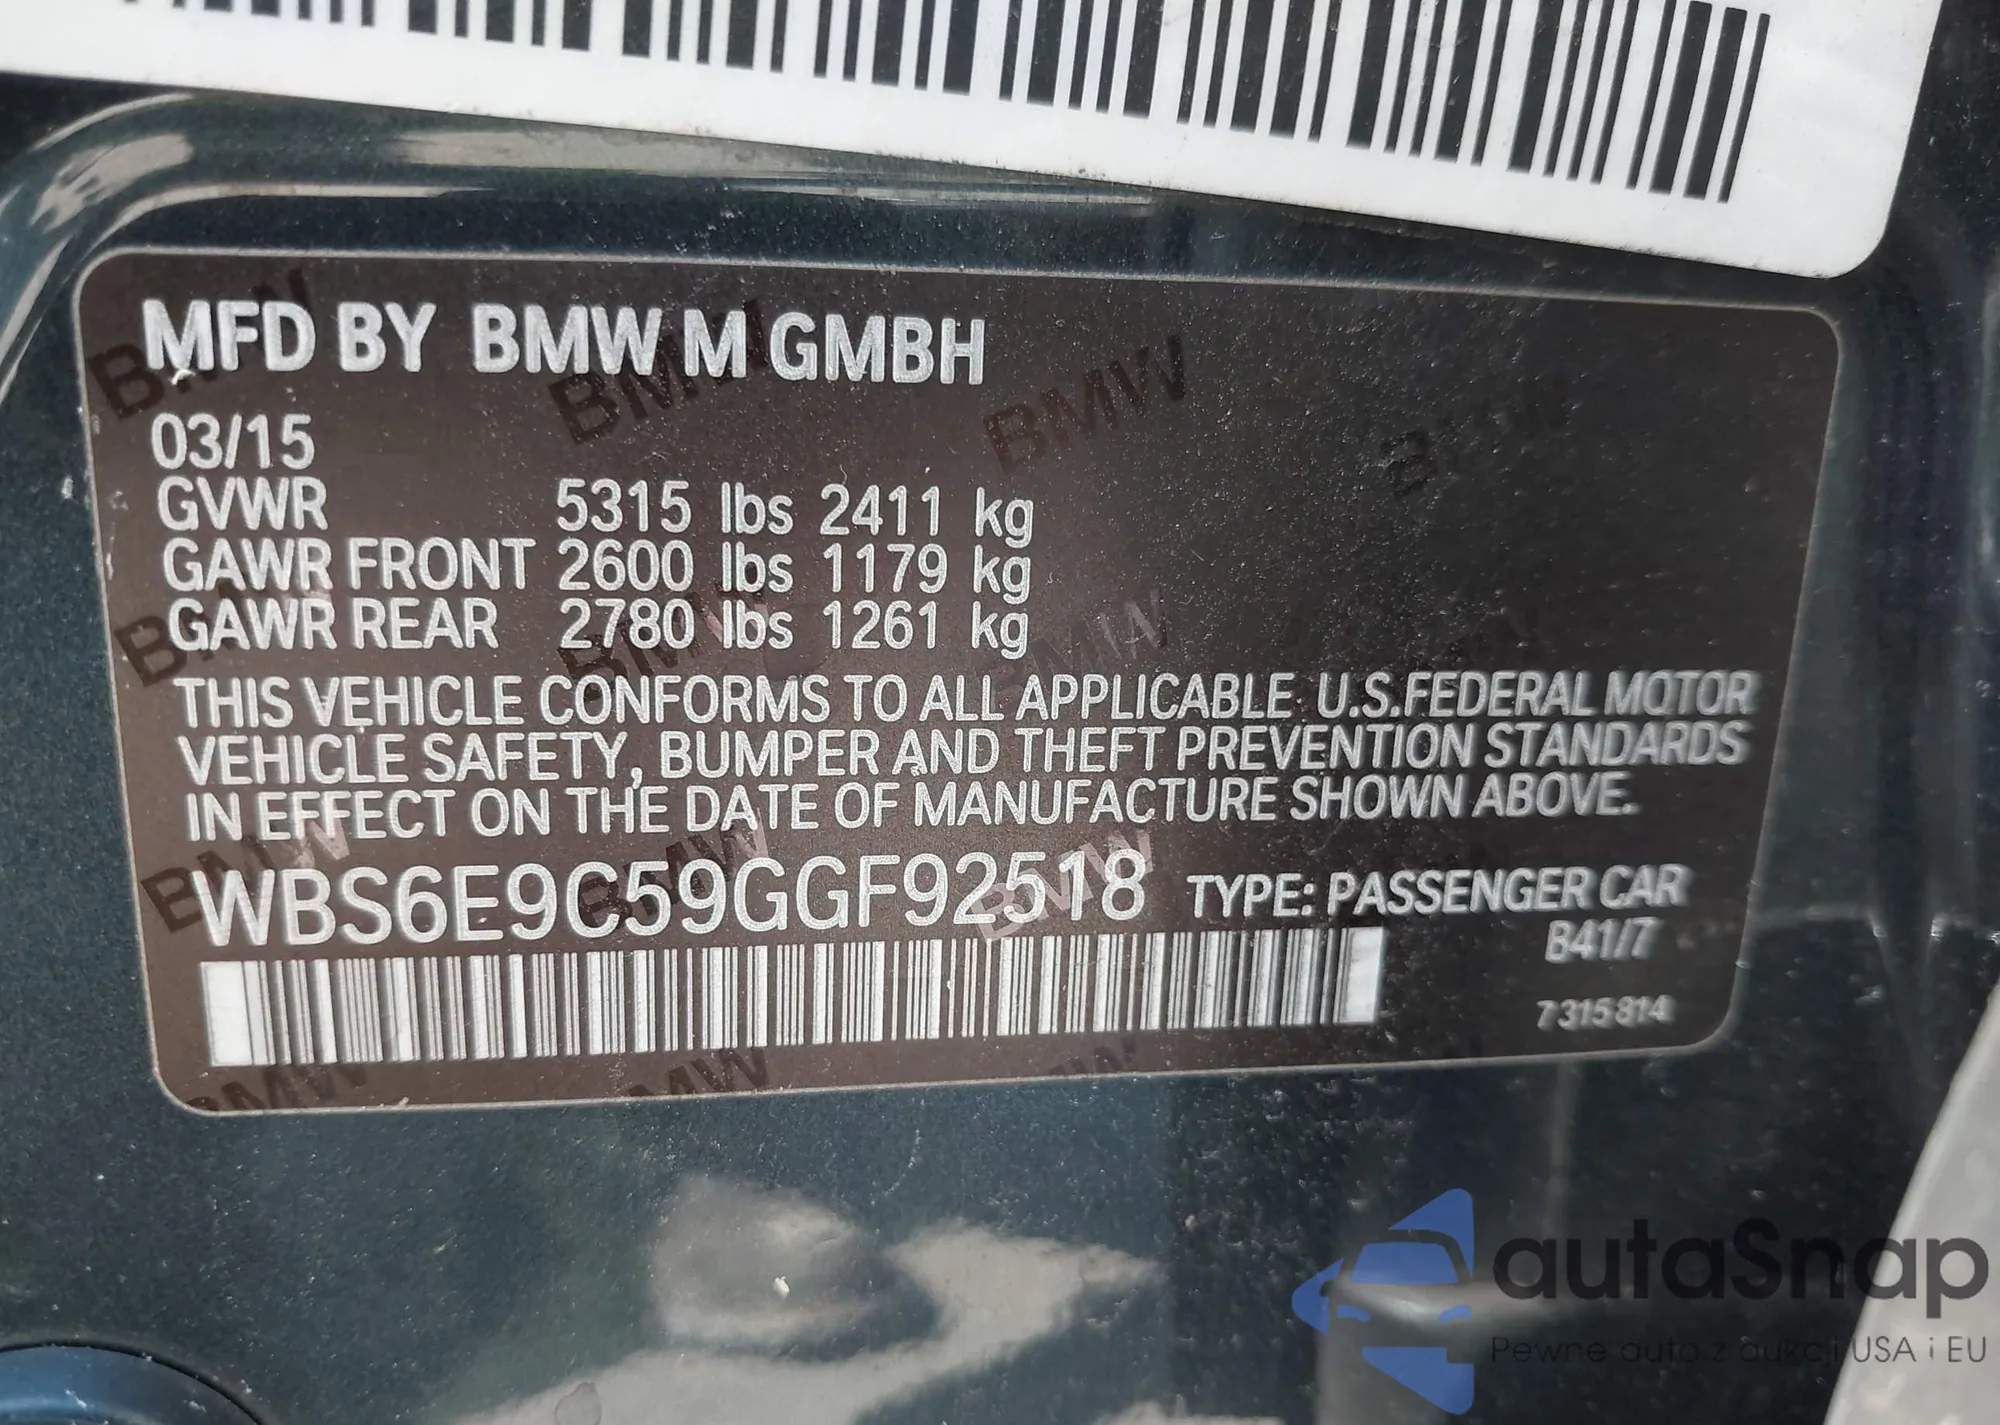 MFD BY BMW M GMBH
03/15
GVWR 5315 lbs 2411 kg
GAWR FRONT 2600 lbs 1179 kg
GAWR REAR 2780 lbs 1261 kg
THIS VEHICLE CONFORMS TO ALL APPLICABLE U.S.FEDERAL MOTOR
VEHICLE SAFETY, BUMPER AND THEFT PREVENTION STANDARDS
IN EFFECT ON THE DATE OF MANUFACTURE SHOWN ABOVE.
WBS6E9C59GGF92518 TYPE: PASSENGER CAR
B41/7
7315814
autaSnap
Pewne auta z aukcji USA i EU